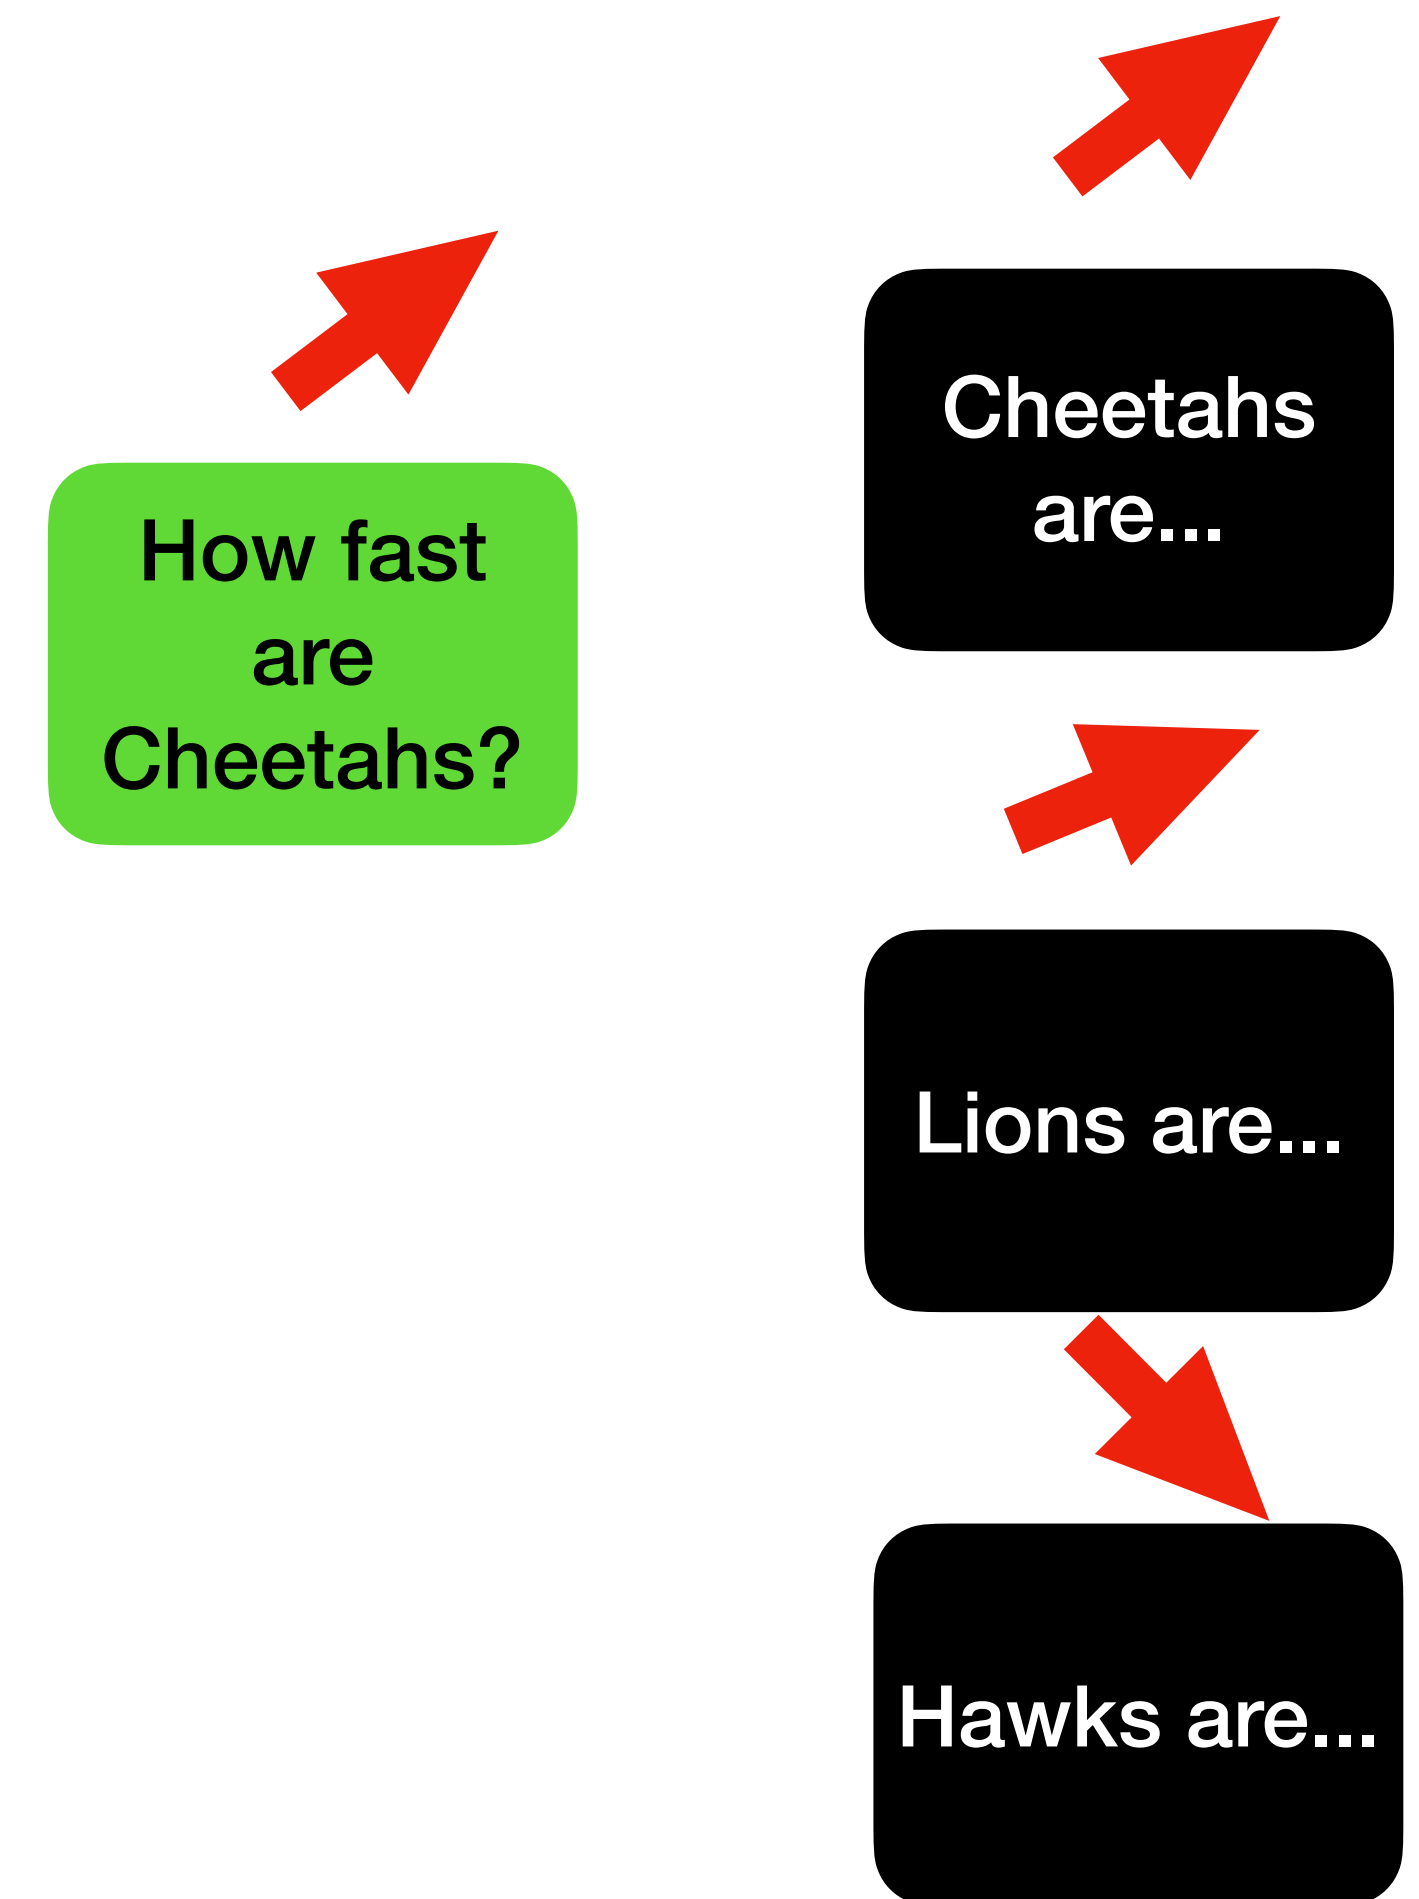 How fast
are
Cheetahs?
Cheetahs
are...
Lions are...
Hawks are...